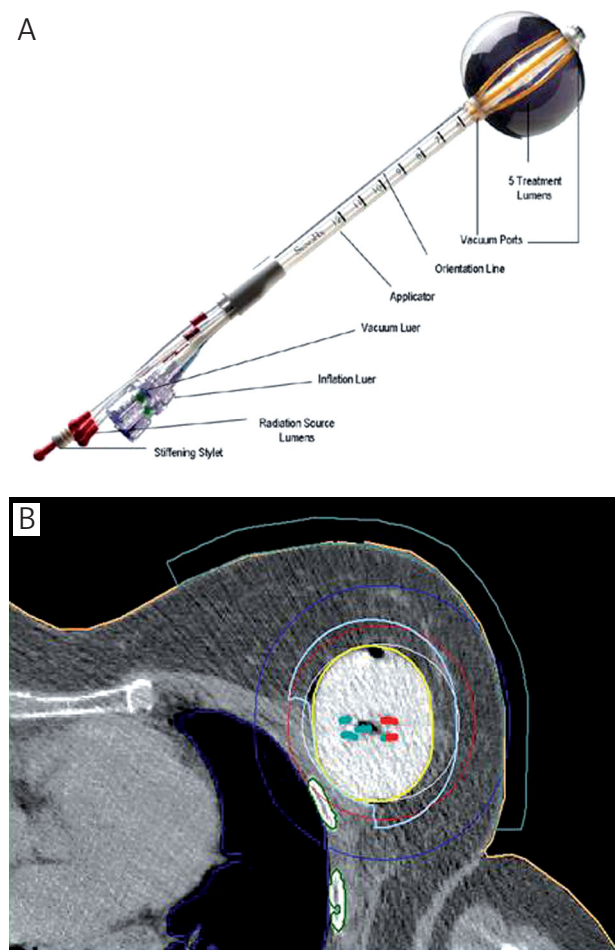 A
5 Treatment
Lumens
Vacuum Ports
Orientation Line
Applicator
Vacuum Luer
Inflation Luer
Radiation Source
Lumens
Stiffening Stylet
B